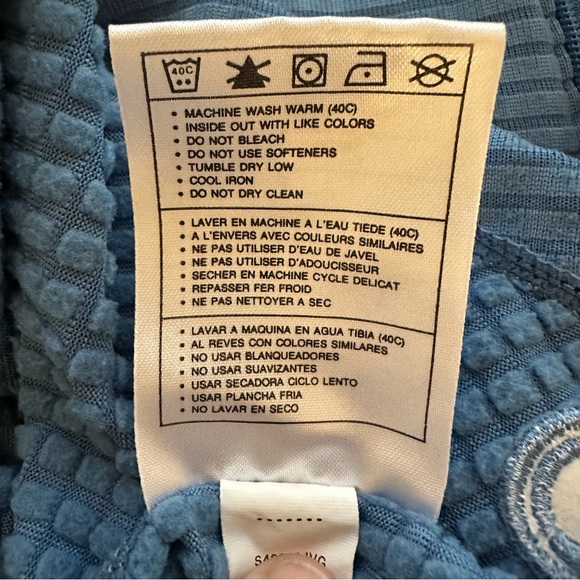 40C
• MACHINE WASH WARM (40C)
• INSIDE OUT WITH LIKE COLORS
• DO NOT BLEACH
• DO NOT USE SOFTENERS
• TUMBLE DRY LOW
• COOL IRON
• DO NOT DRY CLEAN
• LAVER EN MACHINE A L'EAU TIEDE (40C)
• A L'ENVERS AVEC COULEURS SIMILAIRES
• NE PAS UTILISER D'EAU DE JAVEL
• NE PAS UTILISER D'ADOUCISSEUR
• SECHER EN MACHINE CYCLE DELICAT
• REPASSER FER FROID
• NE PAS NETTOYER A SEC
• LAVAR A MAQUINA EN AGUA TIBIA (40C)
• AL REVES CON COLORES SIMILARES
• NO USAR BLANQUEADORES
• NO USAR SUAVIZANTES
• USAR SECADORA CICLO LENTO
• USAR PLANCHA FRIA
• NO LAVAR EN SECO